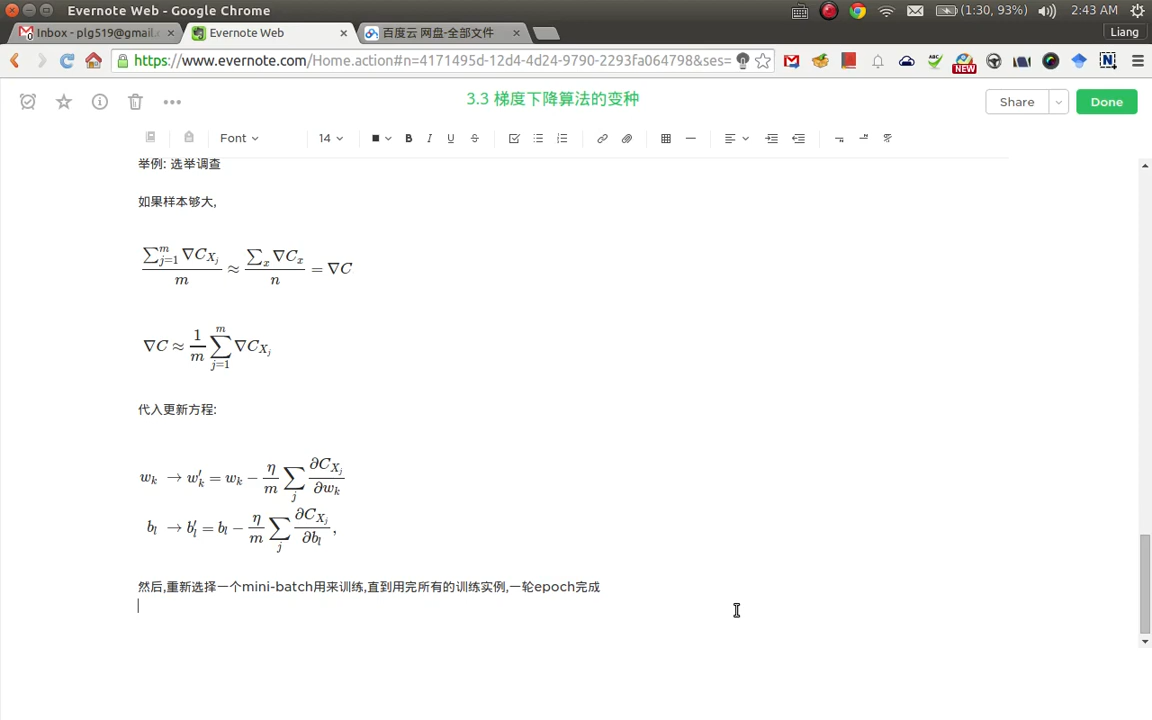 Evernote Web - Google Chrome
(1:30, 93%)
2:43 AM
Inbox - plg519@gmail.
Evernote Web
百度云 网盘-全部文件
Liang
https://www.evernote.com/Home.action#n=4171495d-12d4-4d24-9790-2293fa064798&ses=
NEW
3.3 梯度下降算法的变种
Share
Done
Font
14
B I U S
举例: 选举调查
如果样本够大,
∑_{j=1}^{m} ∇C_{X_j} / m ≈ ∑_x ∇C_x / n = ∇C
∇C ≈ 1/m ∑_{j=1}^{m} ∇C_{X_j}
代入更新方程:
w_k → w_k' = w_k − η/m ∑_j ∂C_{X_j}/∂w_k
b_l → b_l' = b_l − η/m ∑_j ∂C_{X_j}/∂b_l,
然后,重新选择一个mini-batch用来训练,直到用完所有的训练实例,一轮epoch完成